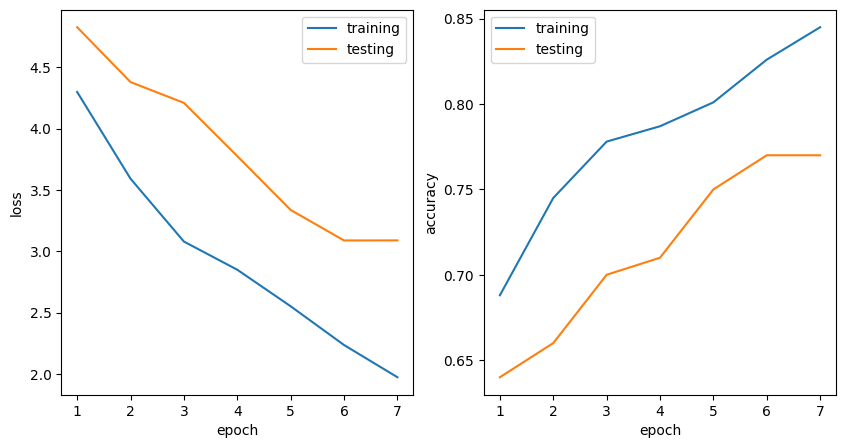 training
testing
4.5
4.0
3.5
3.0
2.5
2.0
loss
1 2 3 4 5 6 7
epoch
training
testing
0.85
0.80
0.75
0.70
0.65
accuracy
1 2 3 4 5 6 7
epoch